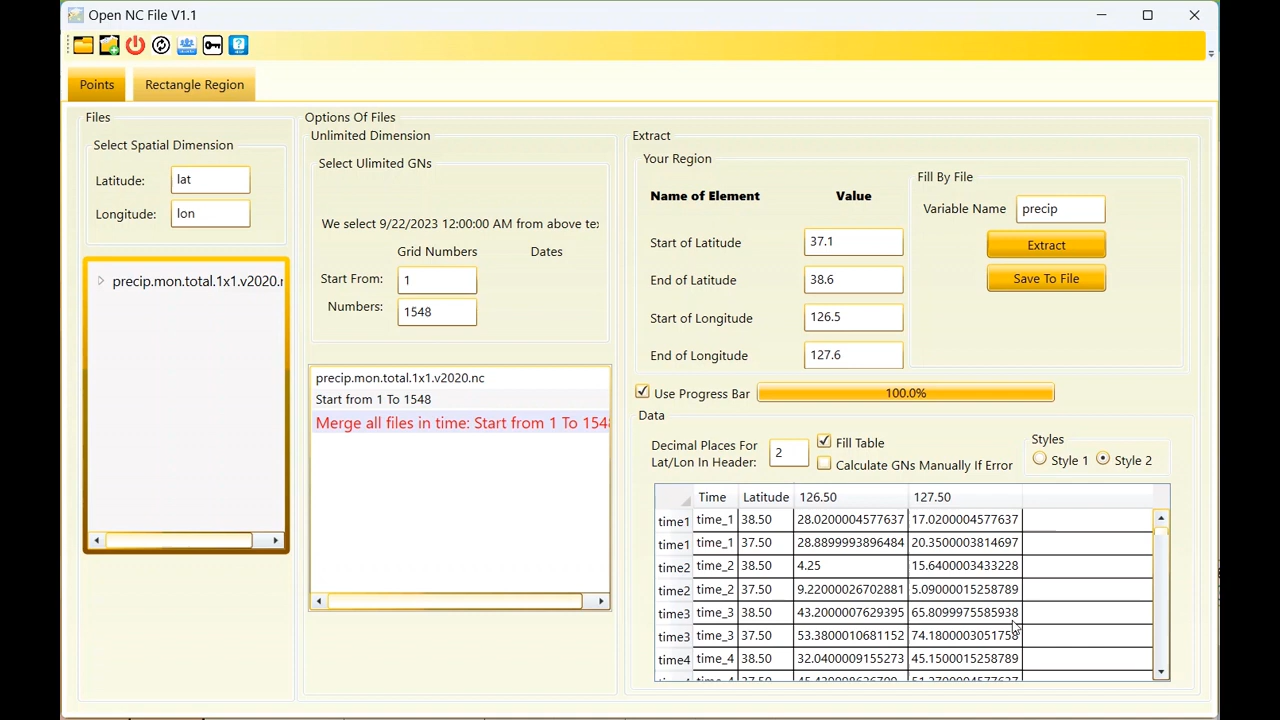 Open NC File V1.1
Points
Rectangle Region
Files
Select Spatial Dimension
Latitude: lat
Longitude: lon
precip.mon.total.1x1.v2020.n
Options Of Files
Unlimited Dimension
Select Ulimited GNs
We select 9/22/2023 12:00:00 AM from above te
Grid Numbers Dates
Start From: 1
Numbers: 1548
precip.mon.total.1x1.v2020.nc
Start from 1 To 1548
Merge all files in time: Start from 1 To 154
Extract
Your Region
Name of Element Value
Start of Latitude 37.1
End of Latitude 38.6
Start of Longitude 126.5
End of Longitude 127.6
Fill By File
Variable Name precip
Extract
Save To File
Use Progress Bar 100.0%
Data
Decimal Places For
Lat/Lon In Header: 2
Fill Table
Calculate GNs Manually If Error
Styles
Style 1 Style 2
Time Latitude 126.50 127.50
time1 time_1 38.50 28.0200004577637 17.0200004577637
time1 time_1 37.50 28.8899993896484 20.3500003814697
time2 time_2 38.50 4.25 15.6400003433228
time2 time_2 37.50 9.22000026702881 5.09000015258789
time3 time_3 38.50 43.2000007629395 65.8099975585938
time3 time_3 37.50 53.3800010681152 74.1800003051758
time4 time_4 38.50 32.0400009155273 45.1500015258789